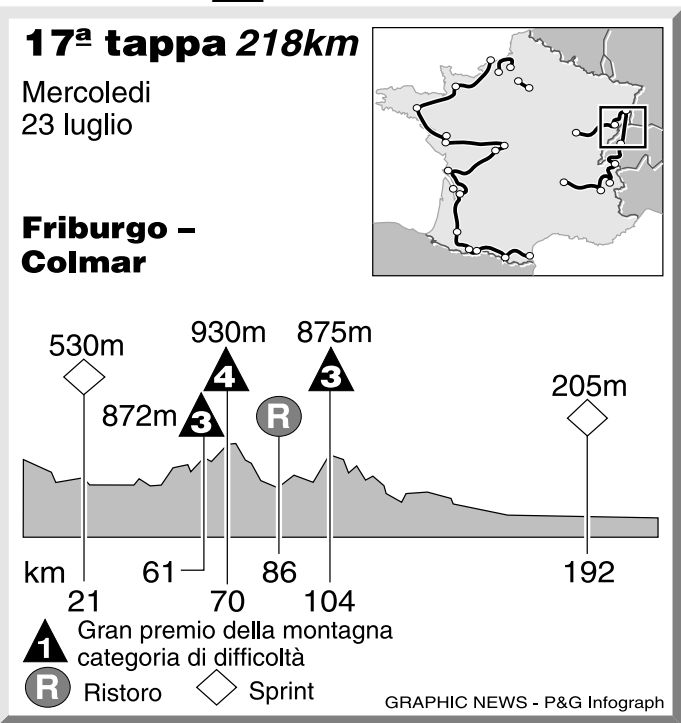 17ª tappa 218km
Mercoledi
23 luglio
Friburgo –
Colmar
530m
930m
875m
4
3
872m
3
R
205m
km
61
86
192
21
70
104
1
Gran premio della montagna
categoria di difficoltà
R Ristoro Sprint
GRAPHIC NEWS - P&G Infograph